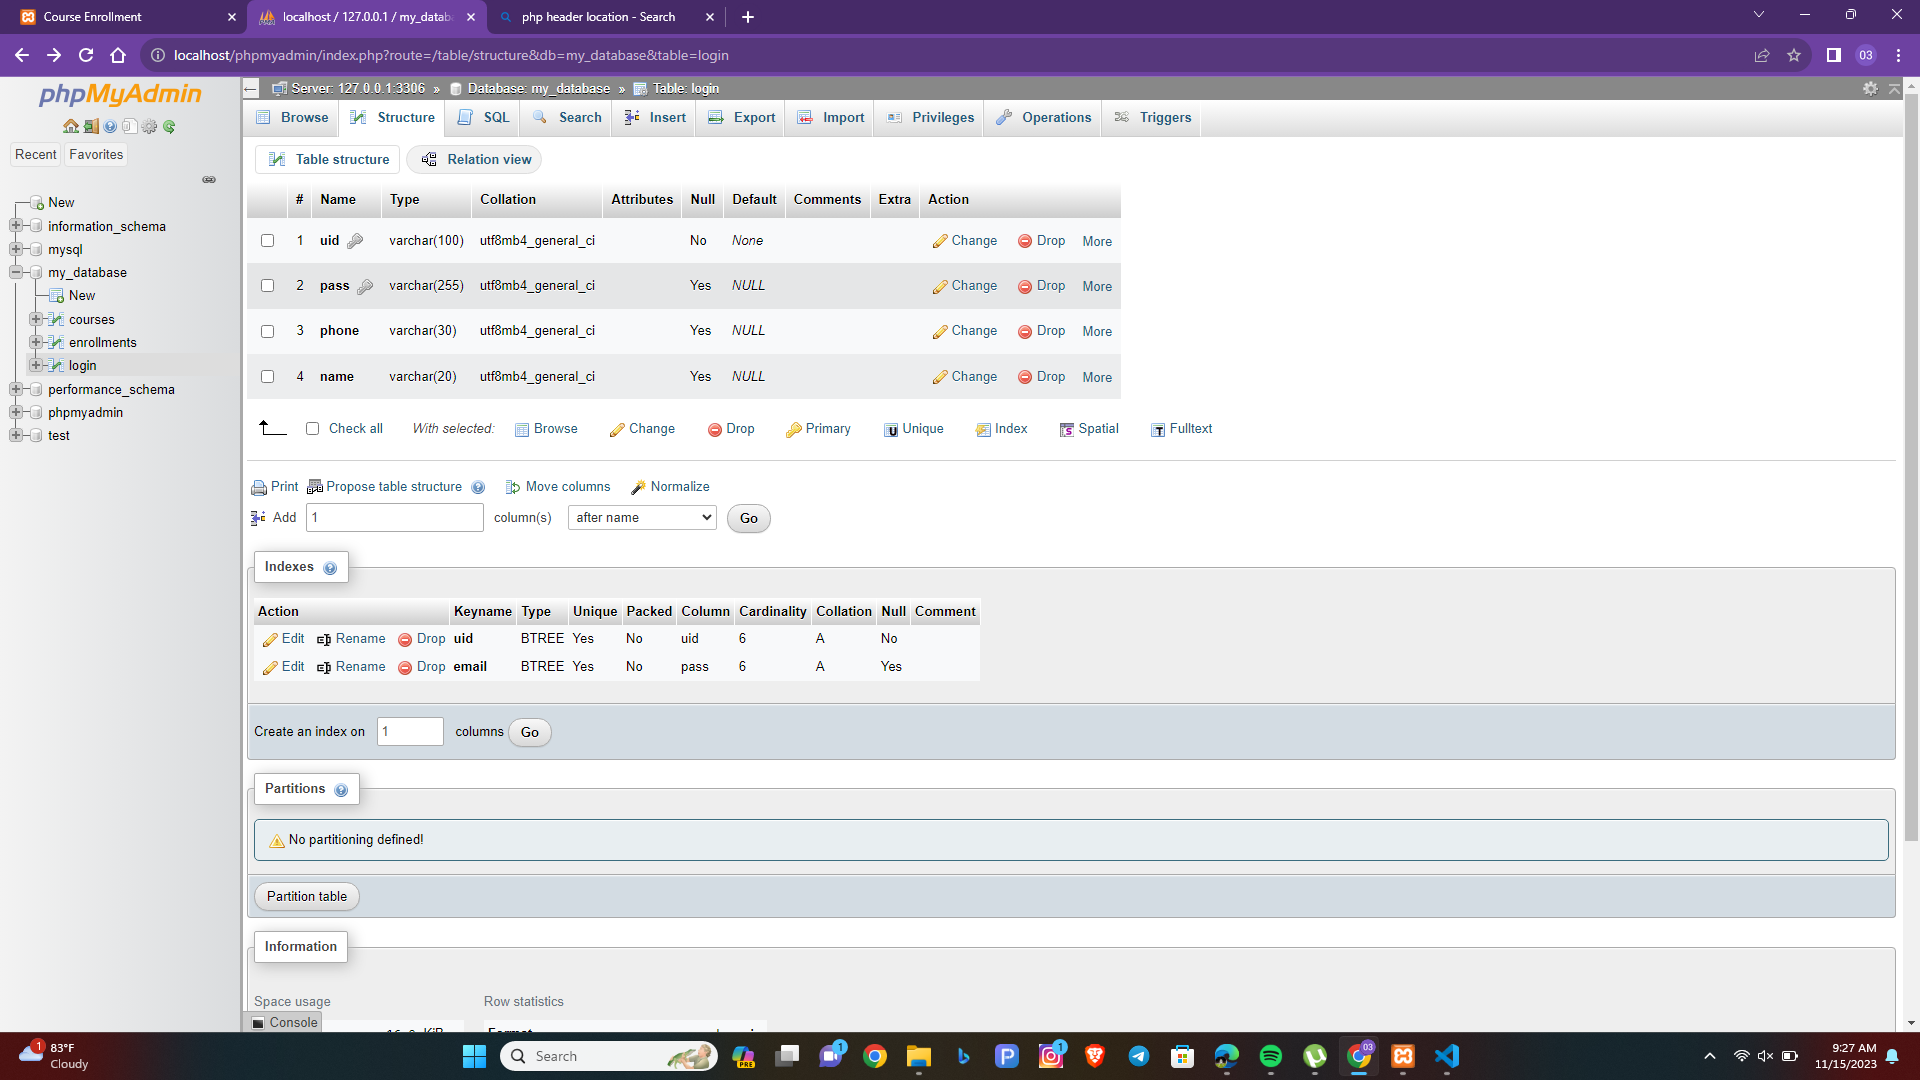 Course Enrollment
localhost / 127.0.0.1 / my_datab
php header location - Search
localhost/phpmyadmin/index.php?route=/table/structure&db=my_database&table=login
03
phpMyAdmin
Recent Favorites
New
information_schema
mysql
my_database
New
courses
enrollments
login
performance_schema
phpmyadmin
test
Server: 127.0.0.1:3306 » Database: my_database » Table: login
Browse Structure SQL Search Insert Export Import Privileges Operations Triggers
Table structure Relation view
# Name Type Collation Attributes Null Default Comments Extra Action
1 uid varchar(100) utf8mb4_general_ci No None Change Drop More
2 pass varchar(255) utf8mb4_general_ci Yes NULL Change Drop More
3 phone varchar(30) utf8mb4_general_ci Yes NULL Change Drop More
4 name varchar(20) utf8mb4_general_ci Yes NULL Change Drop More
Check all With selected: Browse Change Drop Primary Unique Index Spatial Fulltext
Print Propose table structure Move columns Normalize
Add 1 column(s) after name Go
Indexes
Action Keyname Type Unique Packed Column Cardinality Collation Null Comment
Edit Rename Drop uid BTREE Yes No uid 6 A No
Edit Rename Drop email BTREE Yes No pass 6 A Yes
Create an index on 1 columns Go
Partitions
No partitioning defined!
Partition table
Information
Space usage Row statistics
Console
1
83°F
Cloudy
Search
PRE
1
1
03
9:27 AM
11/15/2023